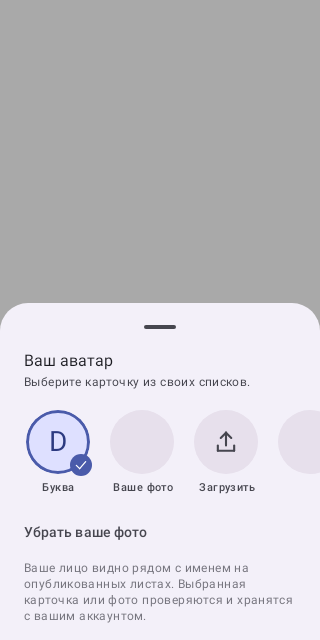 Ваш аватар
Выберите карточку из своих списков.
D
Буква
Ваше фото
Загрузить
Убрать ваше фото
Ваше лицо видно рядом с именем на
опубликованных листах. Выбранная
карточка или фото проверяются и хранятся
с вашим аккаунтом.